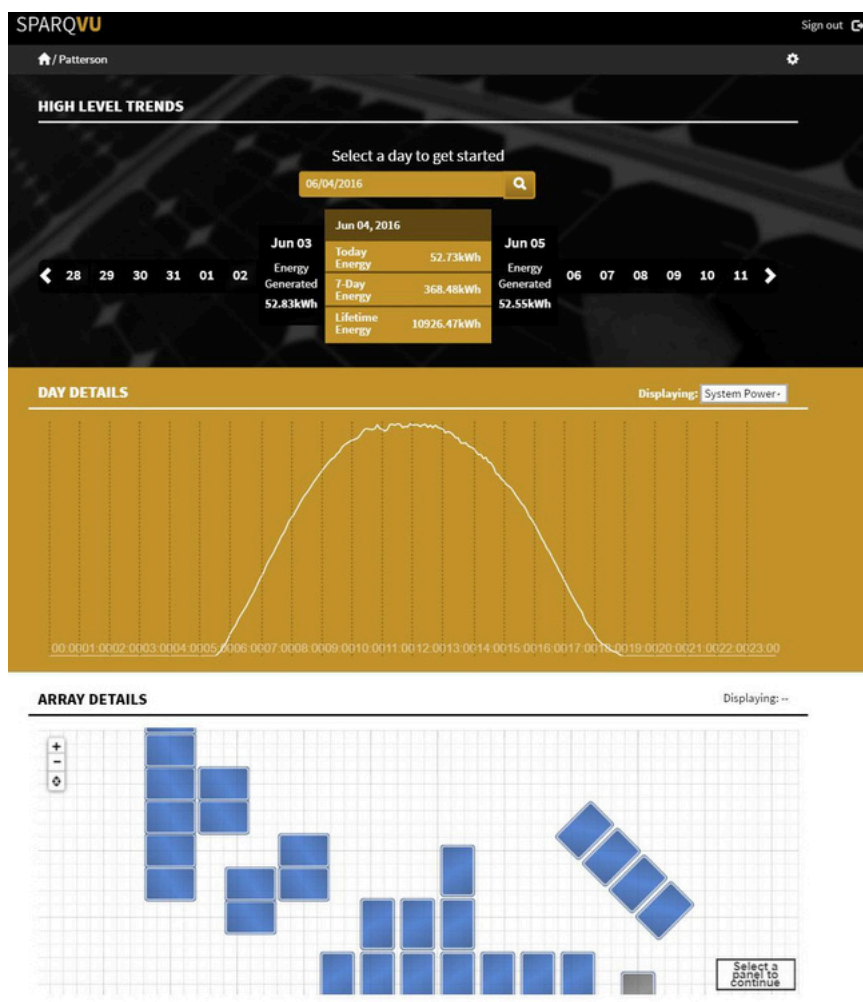 SPARQVU
Sign out
/ Patterson
HIGH LEVEL TRENDS
Select a day to get started
06/04/2016
Jun 04, 2016
Today Energy 52.73kWh
7-Day Energy 368.48kWh
Lifetime Energy 10926.47kWh
Jun 03
Energy
Generated
52.83kWh
Jun 05
Energy
Generated
52.55kWh
28 29 30 31 01 02
06 07 08 09 10 11
DAY DETAILS
Displaying: System Power
00:00 01:00 02:00 03:00 04:00 05:00 06:00 07:00 08:00 09:00 10:00 11:00 12:00 13:00 14:00 15:00 16:00 17:00 18:00 19:00 20:00 21:00 22:00 23:00
ARRAY DETAILS
Displaying: --
+
−
Select a
panel to
continue